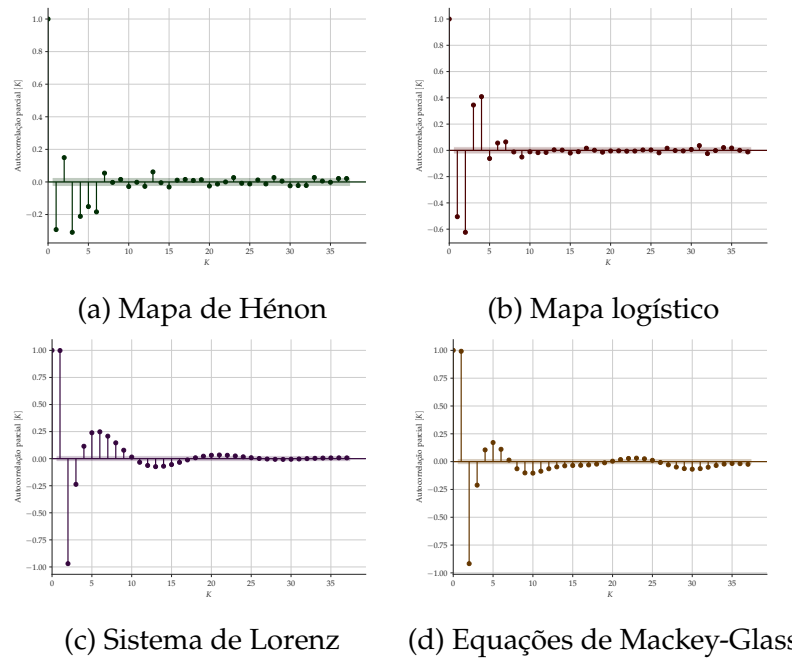 1.0
0.8
0.6
0.4
0.2
0.0
−0.2
Autocorrelação parcial [K]
0 5 10 15 20 25 30 35
K
(a) Mapa de Hénon
1.0
0.8
0.6
0.4
0.2
0.0
−0.2
−0.4
−0.6
Autocorrelação parcial [K]
0 5 10 15 20 25 30 35
K
(b) Mapa logístico
1.00
0.75
0.50
0.25
0.00
−0.25
−0.50
−0.75
−1.00
Autocorrelação parcial [K]
0 5 10 15 20 25 30 35
K
(c) Sistema de Lorenz
1.00
0.75
0.50
0.25
0.00
−0.25
−0.50
−0.75
−1.00
Autocorrelação parcial [K]
0 5 10 15 20 25 30 35
K
(d) Equações de Mackey-Glass